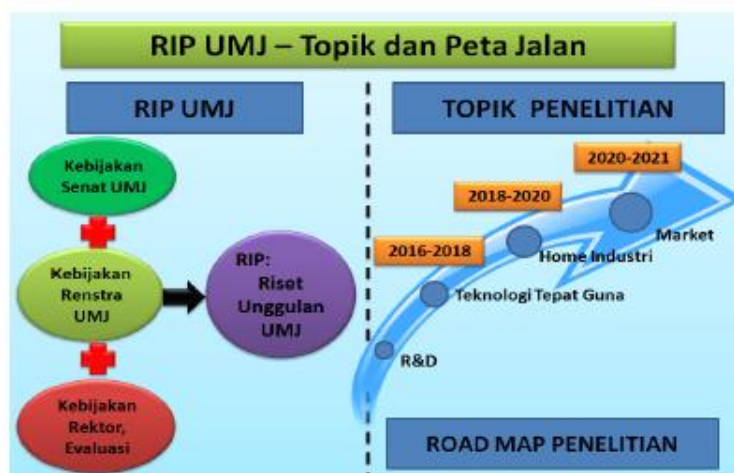 RIP UMJ – Topik dan Peta Jalan
RIP UMJ
Kebijakan
Senat UMJ
Kebijakan
Renstra
UMJ
RIP:
Riset
Unggulan
UMJ
Kebijakan
Rektor,
Evaluasi
TOPIK PENELITIAN
2020-2021
2018-2020
Market
2016-2018
Home Industri
Teknologi Tepat Guna
R&D
ROAD MAP PENELITIAN